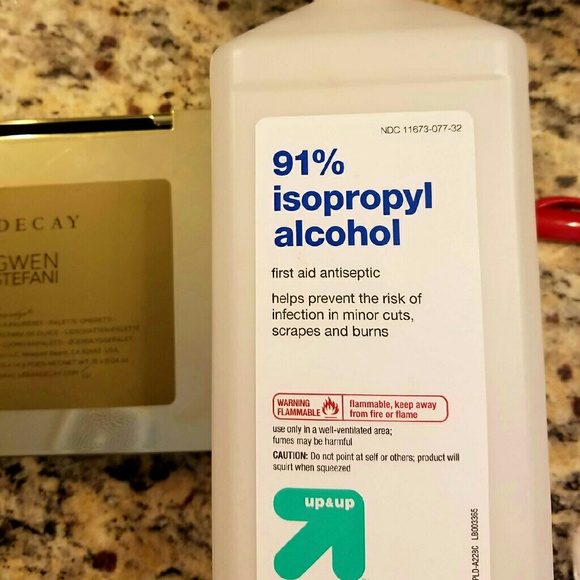 DECAY
GWEN
STEFANI
NDC 11673-077-32
91%
isopropyl
alcohol
first aid antiseptic
helps prevent the risk of
infection in minor cuts,
scrapes and burns
WARNING
FLAMMABLE
flammable, keep away
from fire or flame
use only in a well-ventilated area;
fumes may be harmful
CAUTION: Do not point at self or others; product will
squirt when squeezed
up&up
PLD-A228C LB003365